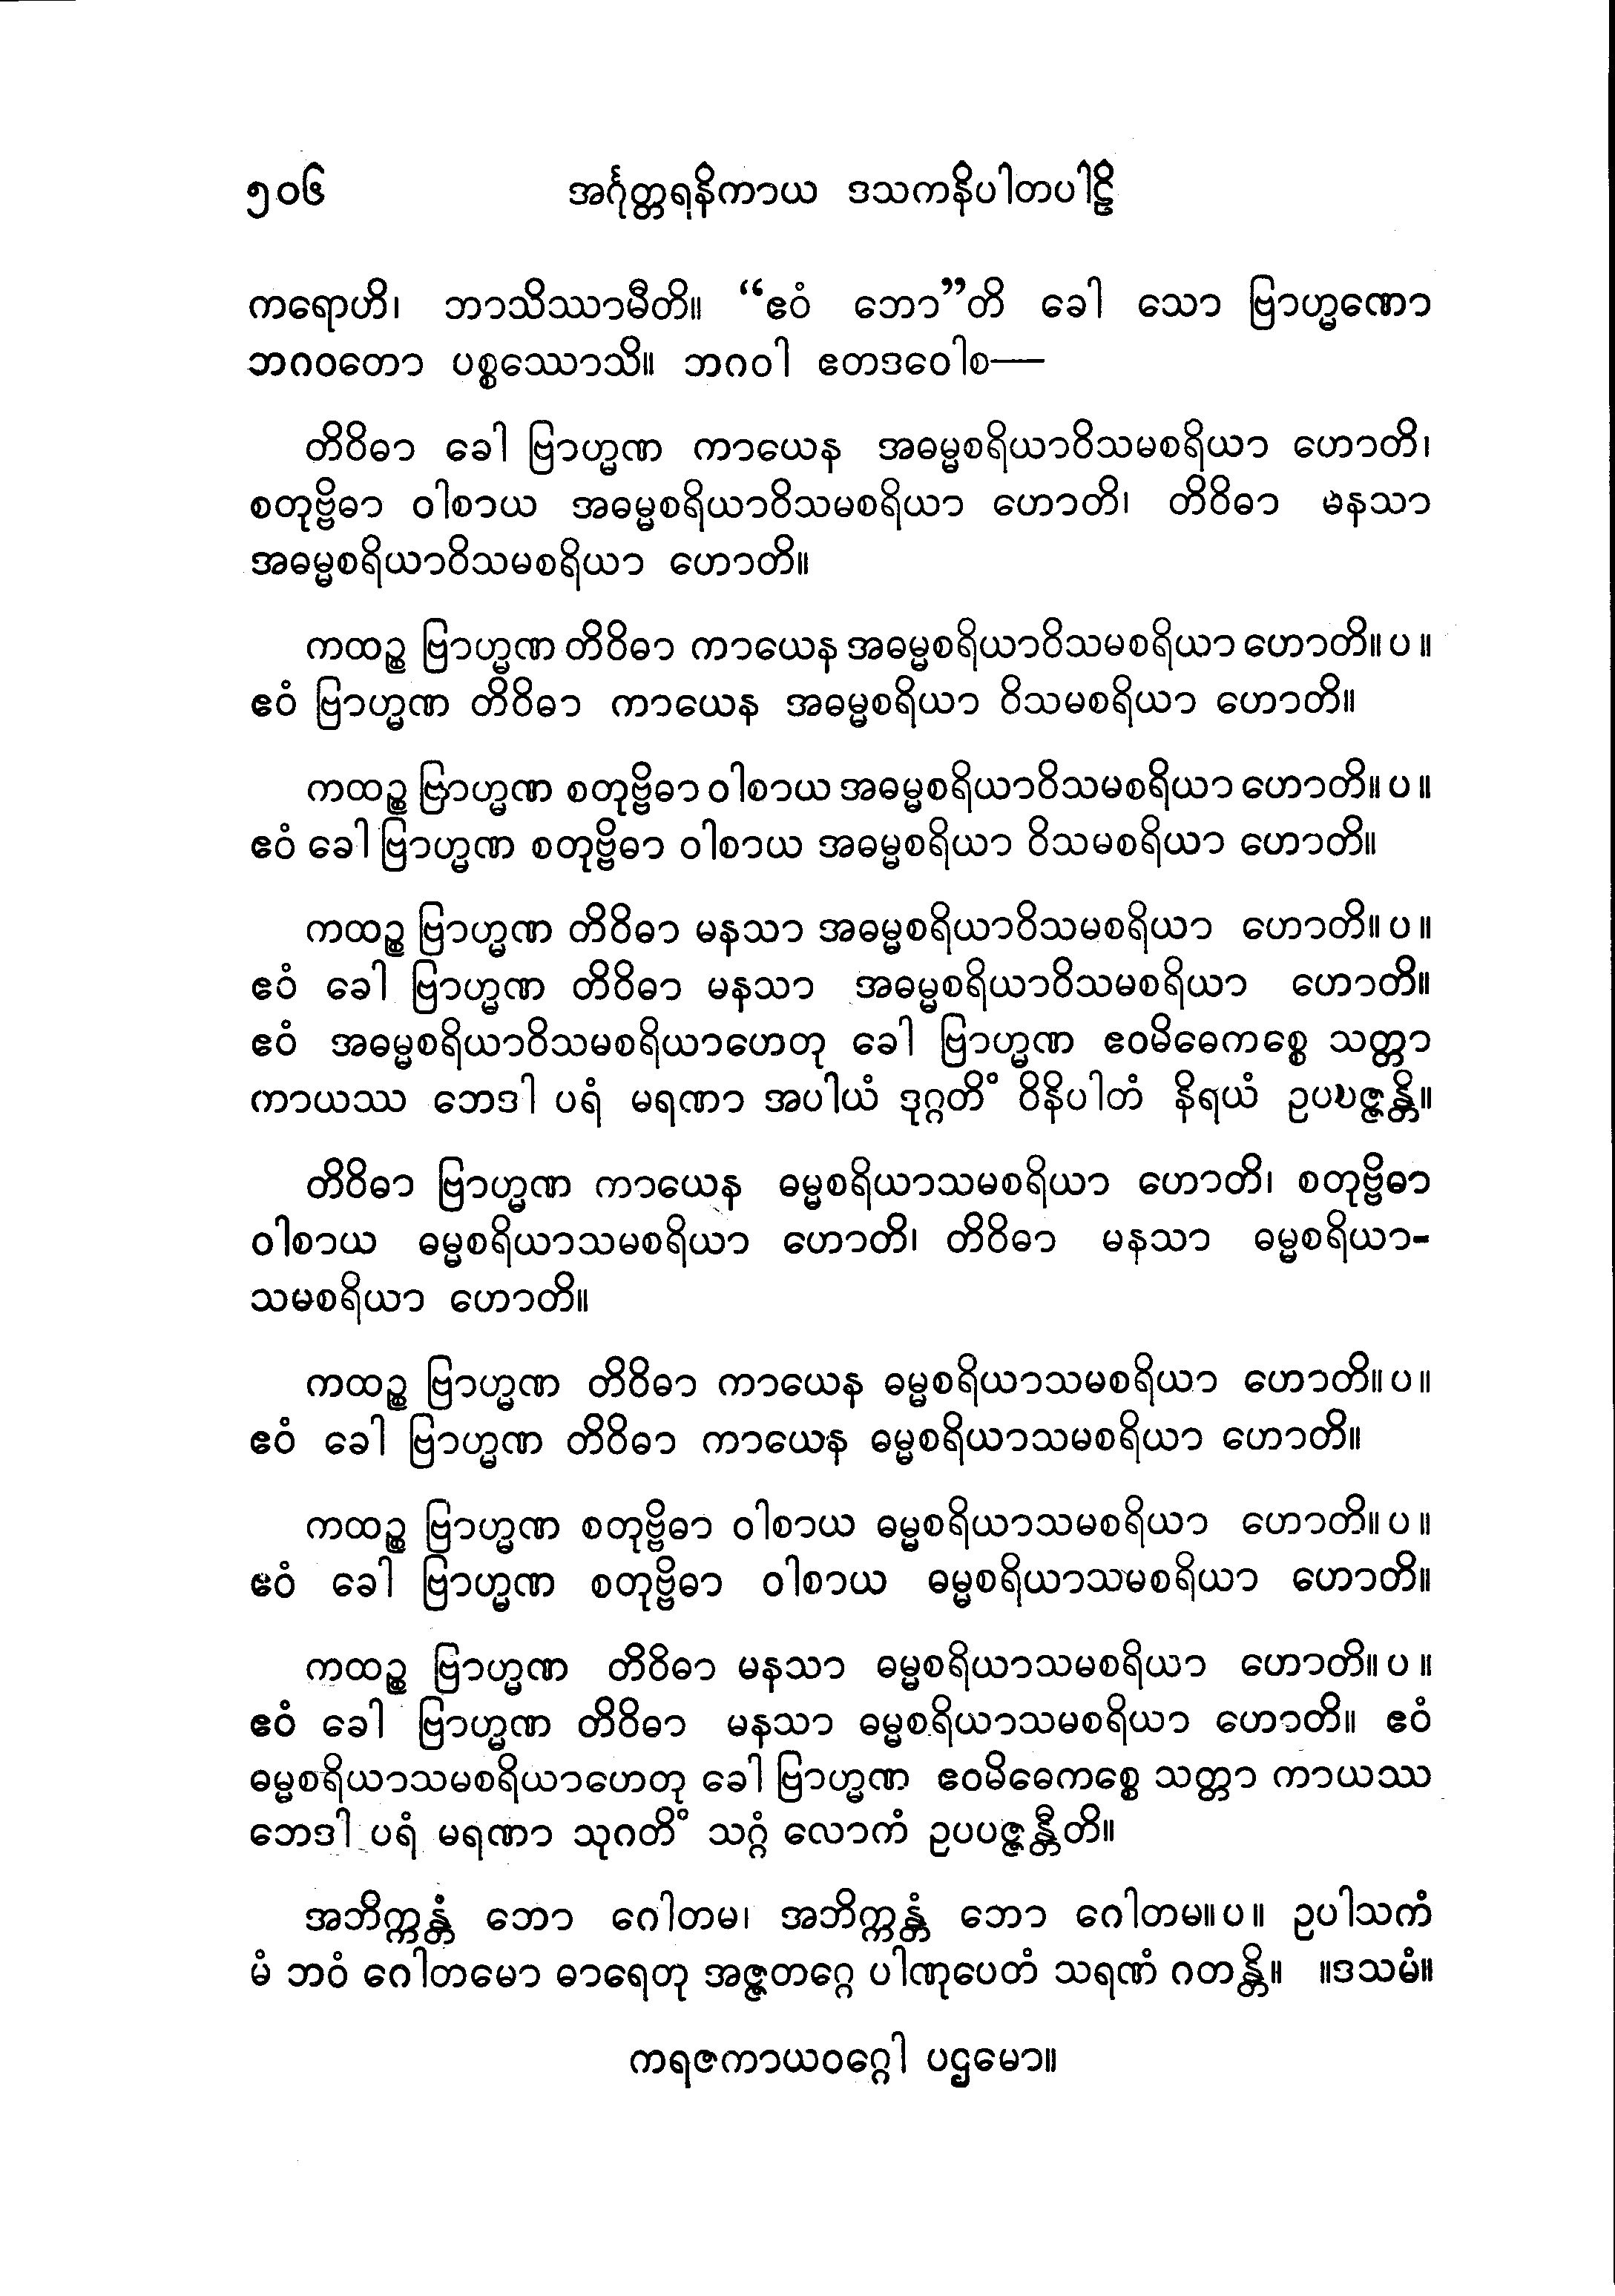 ၅၀၆ အင်္ဂုတ္တရနိကာယ ဒသကနိပါတပါဠိ
ကရောဟိ၊ ဘာသိဿာမီတိ။ “ဧဝံ ဘော”တိ ခေါ သော ဗြာဟ္မဏော
ဘဂဝတော ပစ္စဿောသိ။ ဘဂဝါ ဧတဒဝေါစ—
တိဝိဓာ ခေါ ဗြာဟ္မဏ ကာယေန အဓမ္မစရိယာဝိသမစရိယာ ဟောတိ၊
စတုဗ္ဗိဓာ ဝါစာယ အဓမ္မစရိယာဝိသမစရိယာ ဟောတိ၊ တိဝိဓာ မနသာ
အဓမ္မစရိယာဝိသမစရိယာ ဟောတိ။
ကထဉ္စ ဗြာဟ္မဏ တိဝိဓာ ကာယေန အဓမ္မစရိယာဝိသမစရိယာ ဟောတိ။ပ။
ဧဝံ ဗြာဟ္မဏ တိဝိဓာ ကာယေန အဓမ္မစရိယာ ဝိသမစရိယာ ဟောတိ။
ကထဉ္စ ဗြာဟ္မဏ စတုဗ္ဗိဓာ ဝါစာယ အဓမ္မစရိယာဝိသမစရိယာ ဟောတိ။ပ။
ဧဝံ ခေါ ဗြာဟ္မဏ စတုဗ္ဗိဓာ ဝါစာယ အဓမ္မစရိယာ ဝိသမစရိယာ ဟောတိ။
ကထဉ္စ ဗြာဟ္မဏ တိဝိဓာ မနသာ အဓမ္မစရိယာဝိသမစရိယာ ဟောတိ။ပ။
ဧဝံ ခေါ ဗြာဟ္မဏ တိဝိဓာ မနသာ အဓမ္မစရိယာဝိသမစရိယာ ဟောတိ။
ဧဝံ အဓမ္မစရိယာဝိသမစရိယာဟေတု ခေါ ဗြာဟ္မဏ ဧဝမိဓေကစ္စေ သတ္တာ
ကာယဿ ဘေဒါ ပရံ မရဏာ အပါယံ ဒုဂ္ဂတိံ ဝိနိပါတံ နိရယံ ဥပပဇ္ဇန္တိ။
တိဝိဓာ ဗြာဟ္မဏ ကာယေန ဓမ္မစရိယာသမစရိယာ ဟောတိ၊ စတုဗ္ဗိဓာ
ဝါစာယ ဓမ္မစရိယာသမစရိယာ ဟောတိ၊ တိဝိဓာ မနသာ ဓမ္မစရိယာ-
သမစရိယာ ဟောတိ။
ကထဉ္စ ဗြာဟ္မဏ တိဝိဓာ ကာယေန ဓမ္မစရိယာသမစရိယာ ဟောတိ။ပ။
ဧဝံ ခေါ ဗြာဟ္မဏ တိဝိဓာ ကာယေန ဓမ္မစရိယာသမစရိယာ ဟောတိ။
ကထဉ္စ ဗြာဟ္မဏ စတုဗ္ဗိဓာ ဝါစာယ ဓမ္မစရိယာသမစရိယာ ဟောတိ။ပ။
ဧဝံ ခေါ ဗြာဟ္မဏ စတုဗ္ဗိဓာ ဝါစာယ ဓမ္မစရိယာသမစရိယာ ဟောတိ။
ကထဉ္စ ဗြာဟ္မဏ တိဝိဓာ မနသာ ဓမ္မစရိယာသမစရိယာ ဟောတိ။ပ။
ဧဝံ ခေါ ဗြာဟ္မဏ တိဝိဓာ မနသာ ဓမ္မစရိယာသမစရိယာ ဟောတိ။ ဧဝံ
ဓမ္မစရိယာသမစရိယာဟေတု ခေါ ဗြာဟ္မဏ ဧဝမိဓေကစ္စေ သတ္တာ ကာယဿ
ဘေဒါ ပရံ မရဏာ သုဂတိံ သဂ္ဂံ လောကံ ဥပပဇ္ဇန္တီတိ။
အဘိက္ကန္တံ ဘော ဂေါတမ၊ အဘိက္ကန္တံ ဘော ဂေါတမ။ပ။ ဥပါသကံ
မံ ဘဝံ ဂေါတမော ဓာရေတု အဇ္ဇတဂ္ဂေ ပါဏုပေတံ သရဏံ ဂတန္တိ။ ။ဒသမံ။
ကရဇကာယဝဂ္ဂေါ ပဌမော။